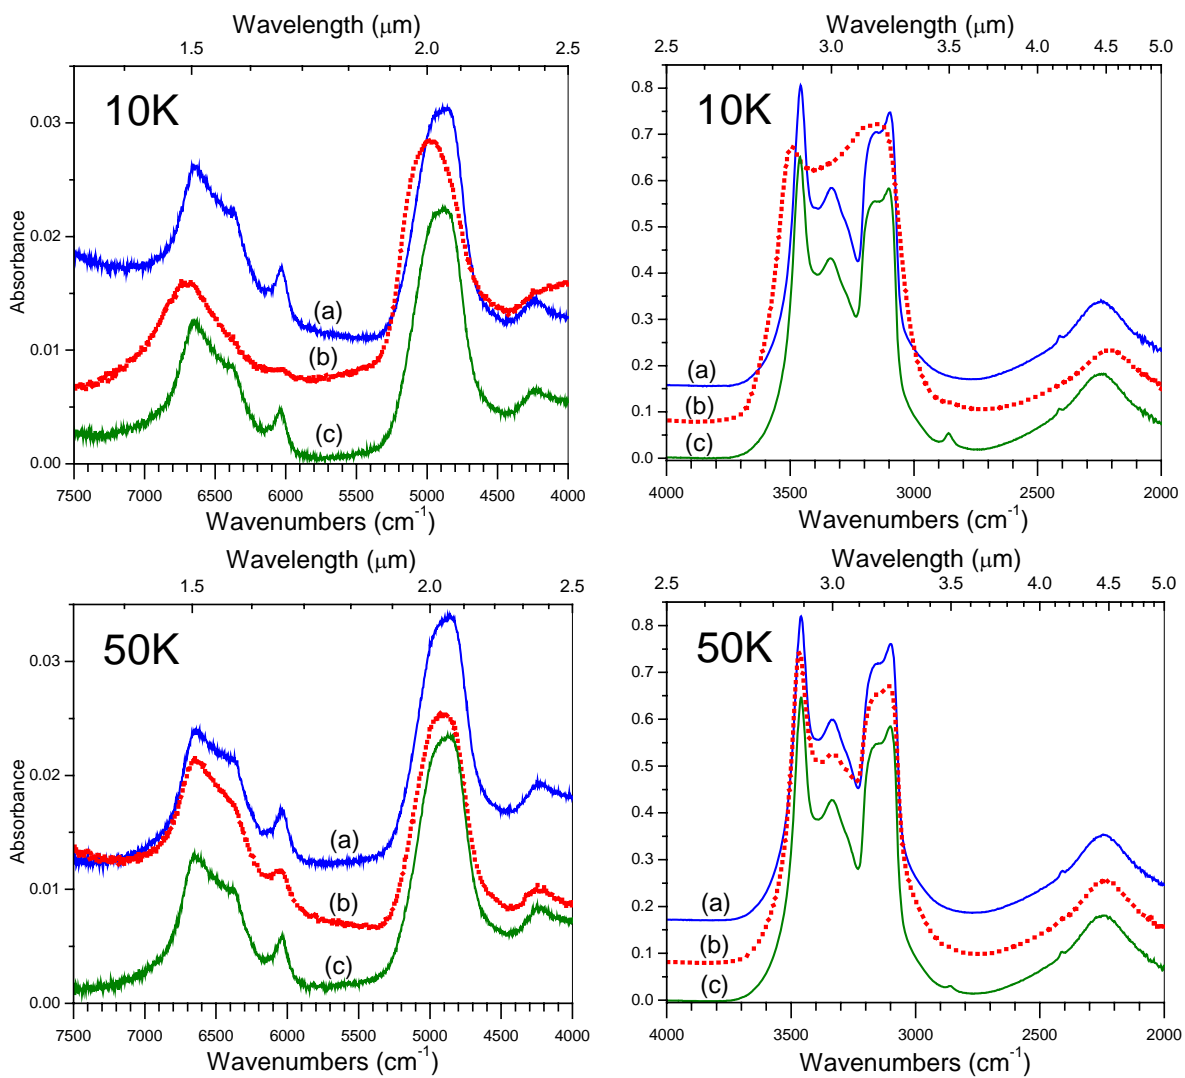 Wavelength (μm)
1.5 2.0 2.5
10K
Absorbance
0.03
0.02
0.01
0.00
(a)
(b)
(c)
7500 7000 6500 6000 5500 5000 4500 4000
Wavenumbers (cm-1)
Wavelength (μm)
2.5 3.0 3.5 4.0 4.5 5.0
10K
0.8
0.7
0.6
0.5
0.4
0.3
0.2
0.1
0.0
(a)
(b)
(c)
4000 3500 3000 2500 2000
Wavenumbers (cm-1)
Wavelength (μm)
1.5 2.0 2.5
50K
Absorbance
0.03
0.02
0.01
0.00
(a)
(b)
(c)
7500 7000 6500 6000 5500 5000 4500 4000
Wavenumbers (cm-1)
Wavelength (μm)
2.5 3.0 3.5 4.0 4.5 5.0
50K
0.8
0.7
0.6
0.5
0.4
0.3
0.2
0.1
0.0
(a)
(b)
(c)
4000 3500 3000 2500 2000
Wavenumbers (cm-1)